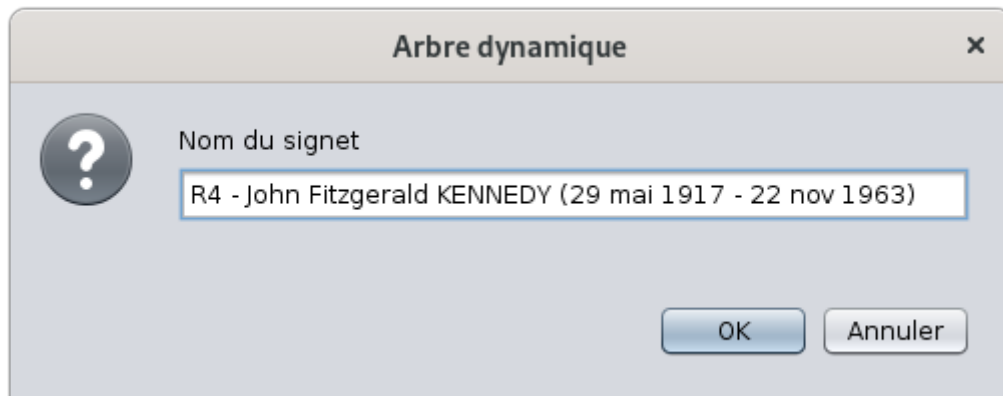 Arbre dynamique
Nom du signet
R4 - John Fitzgerald KENNEDY (29 mai 1917 - 22 nov 1963)
OK
Annuler